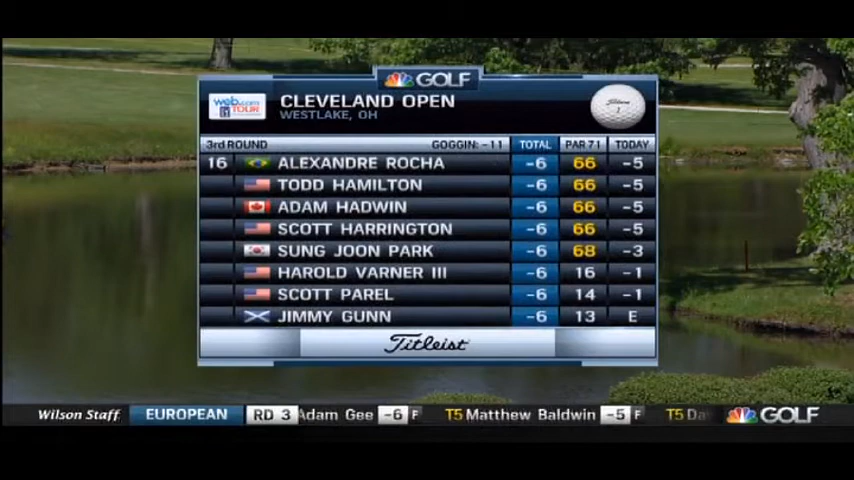 GOLF
web.com TOUR CLEVELAND OPEN
WESTLAKE, OH
Titleist
1
3RD ROUND GOGGIN: -11 TOTAL PAR 71 TODAY
16 ALEXANDRE ROCHA -6 66 -5
TODD HAMILTON -6 66 -5
ADAM HADWIN -6 66 -5
SCOTT HARRINGTON -6 66 -5
SUNG JOON PARK -6 68 -3
HAROLD VARNER III -6 16 -1
SCOTT PAREL -6 14 -1
JIMMY GUNN -6 13 E
Titleist
Wilson Staff EUROPEAN RD 3 Adam Gee -6 F T5 Matthew Baldwin -5 F T5 Da GOLF